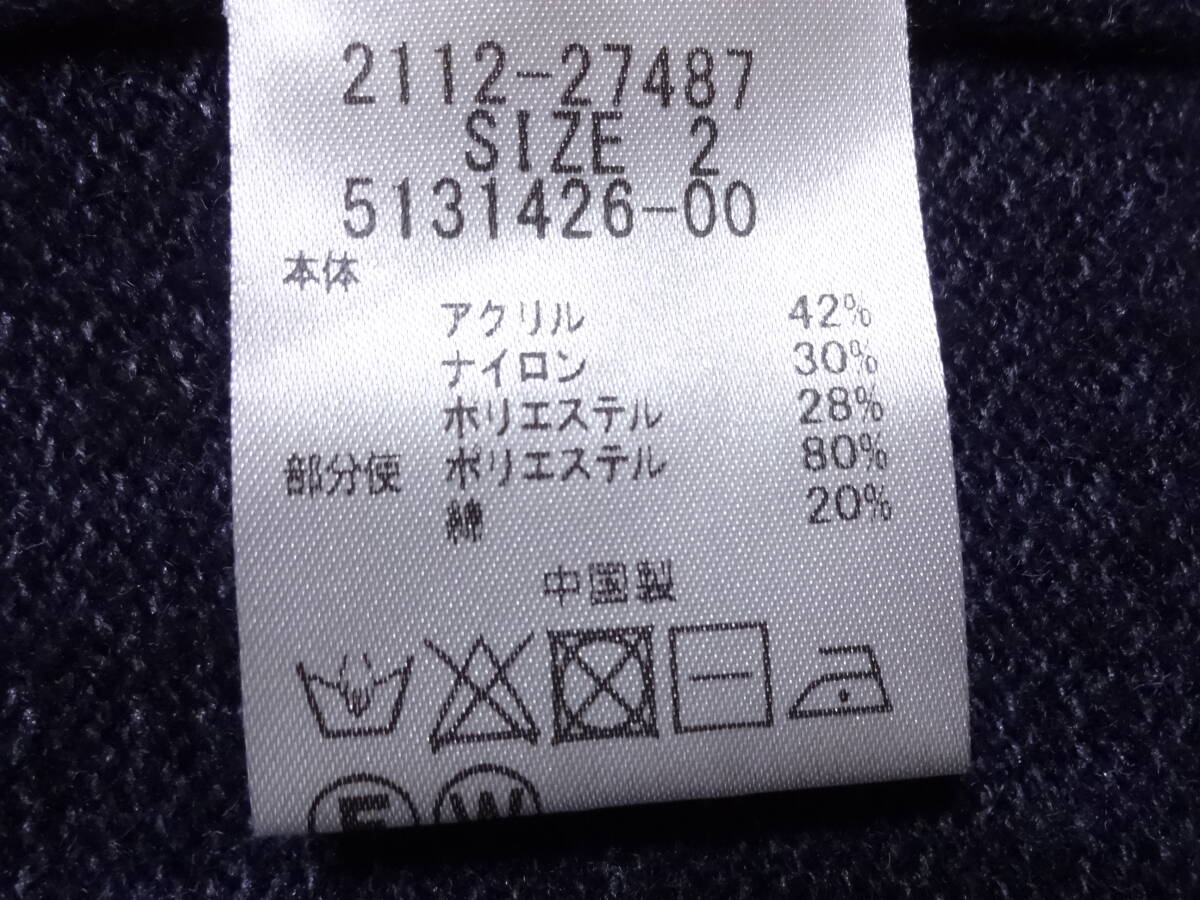 2112-27487
SIZE 2
5131426-00
本体
アクリル 42%
ナイロン 30%
ポリエステル 28%
部分使 ポリエステル 80%
綿 20%
中国製
F W